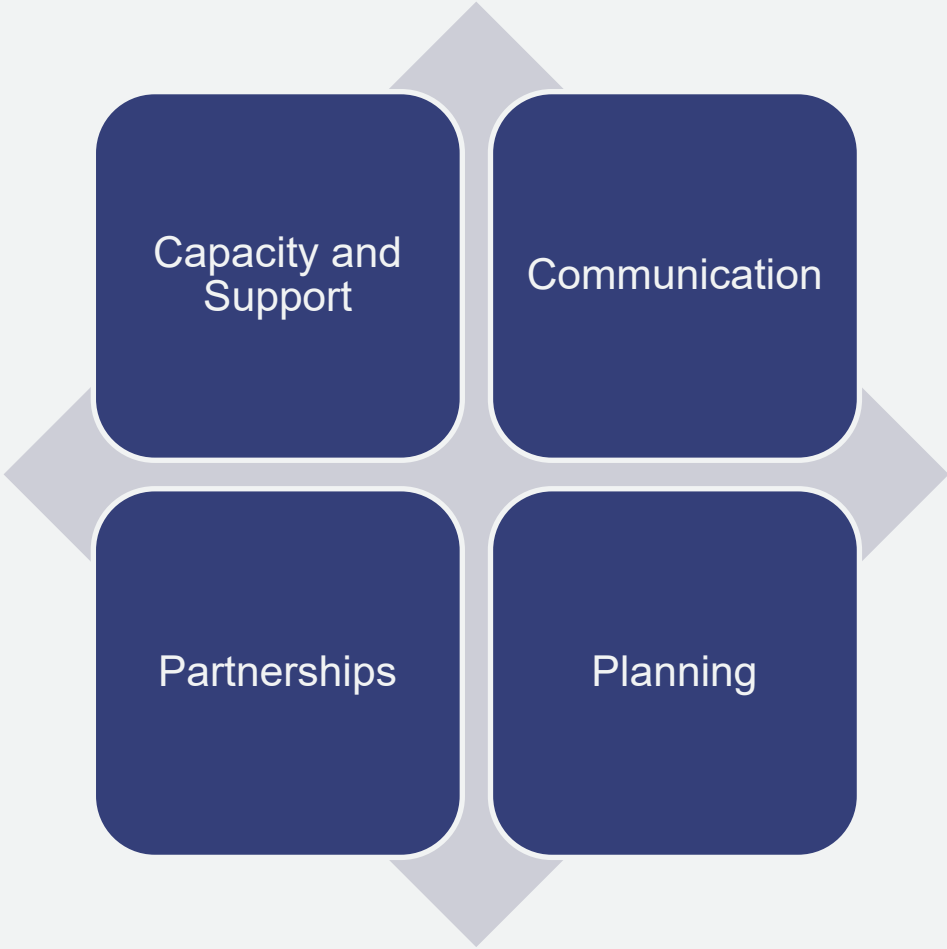 Capacity and
Support
Communication
Partnerships
Planning